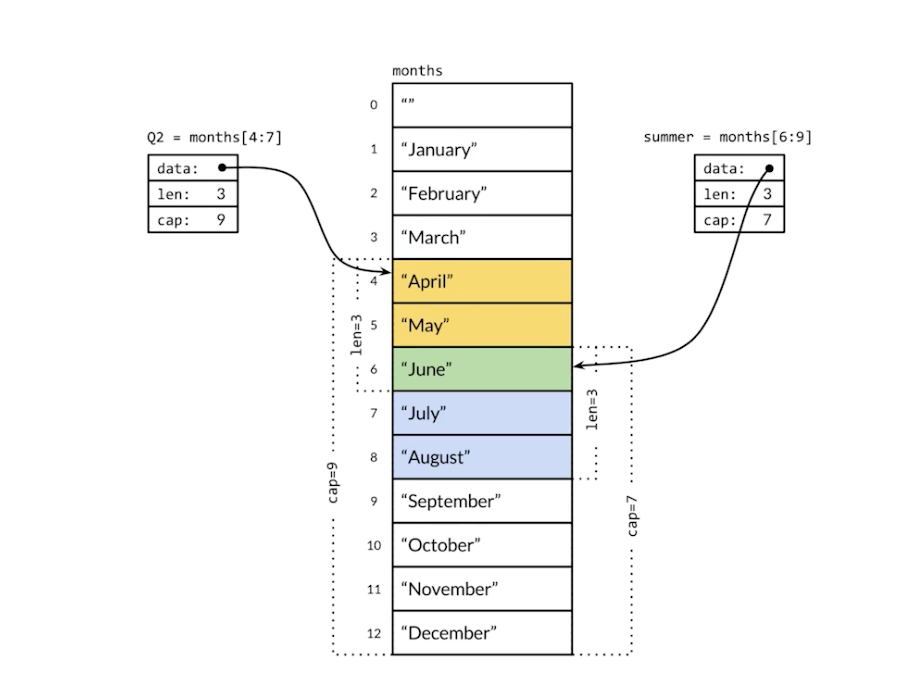 months
Q2 = months[4:7]
data:
len: 3
cap: 9
summer = months[6:9]
data:
len: 3
cap: 7
0 “”
1 “January”
2 “February”
3 “March”
4 “April”
5 “May”
6 “June”
7 “July”
8 “August”
9 “September”
10 “October”
11 “November”
12 “December”
len=3
cap=9
len=3
cap=7